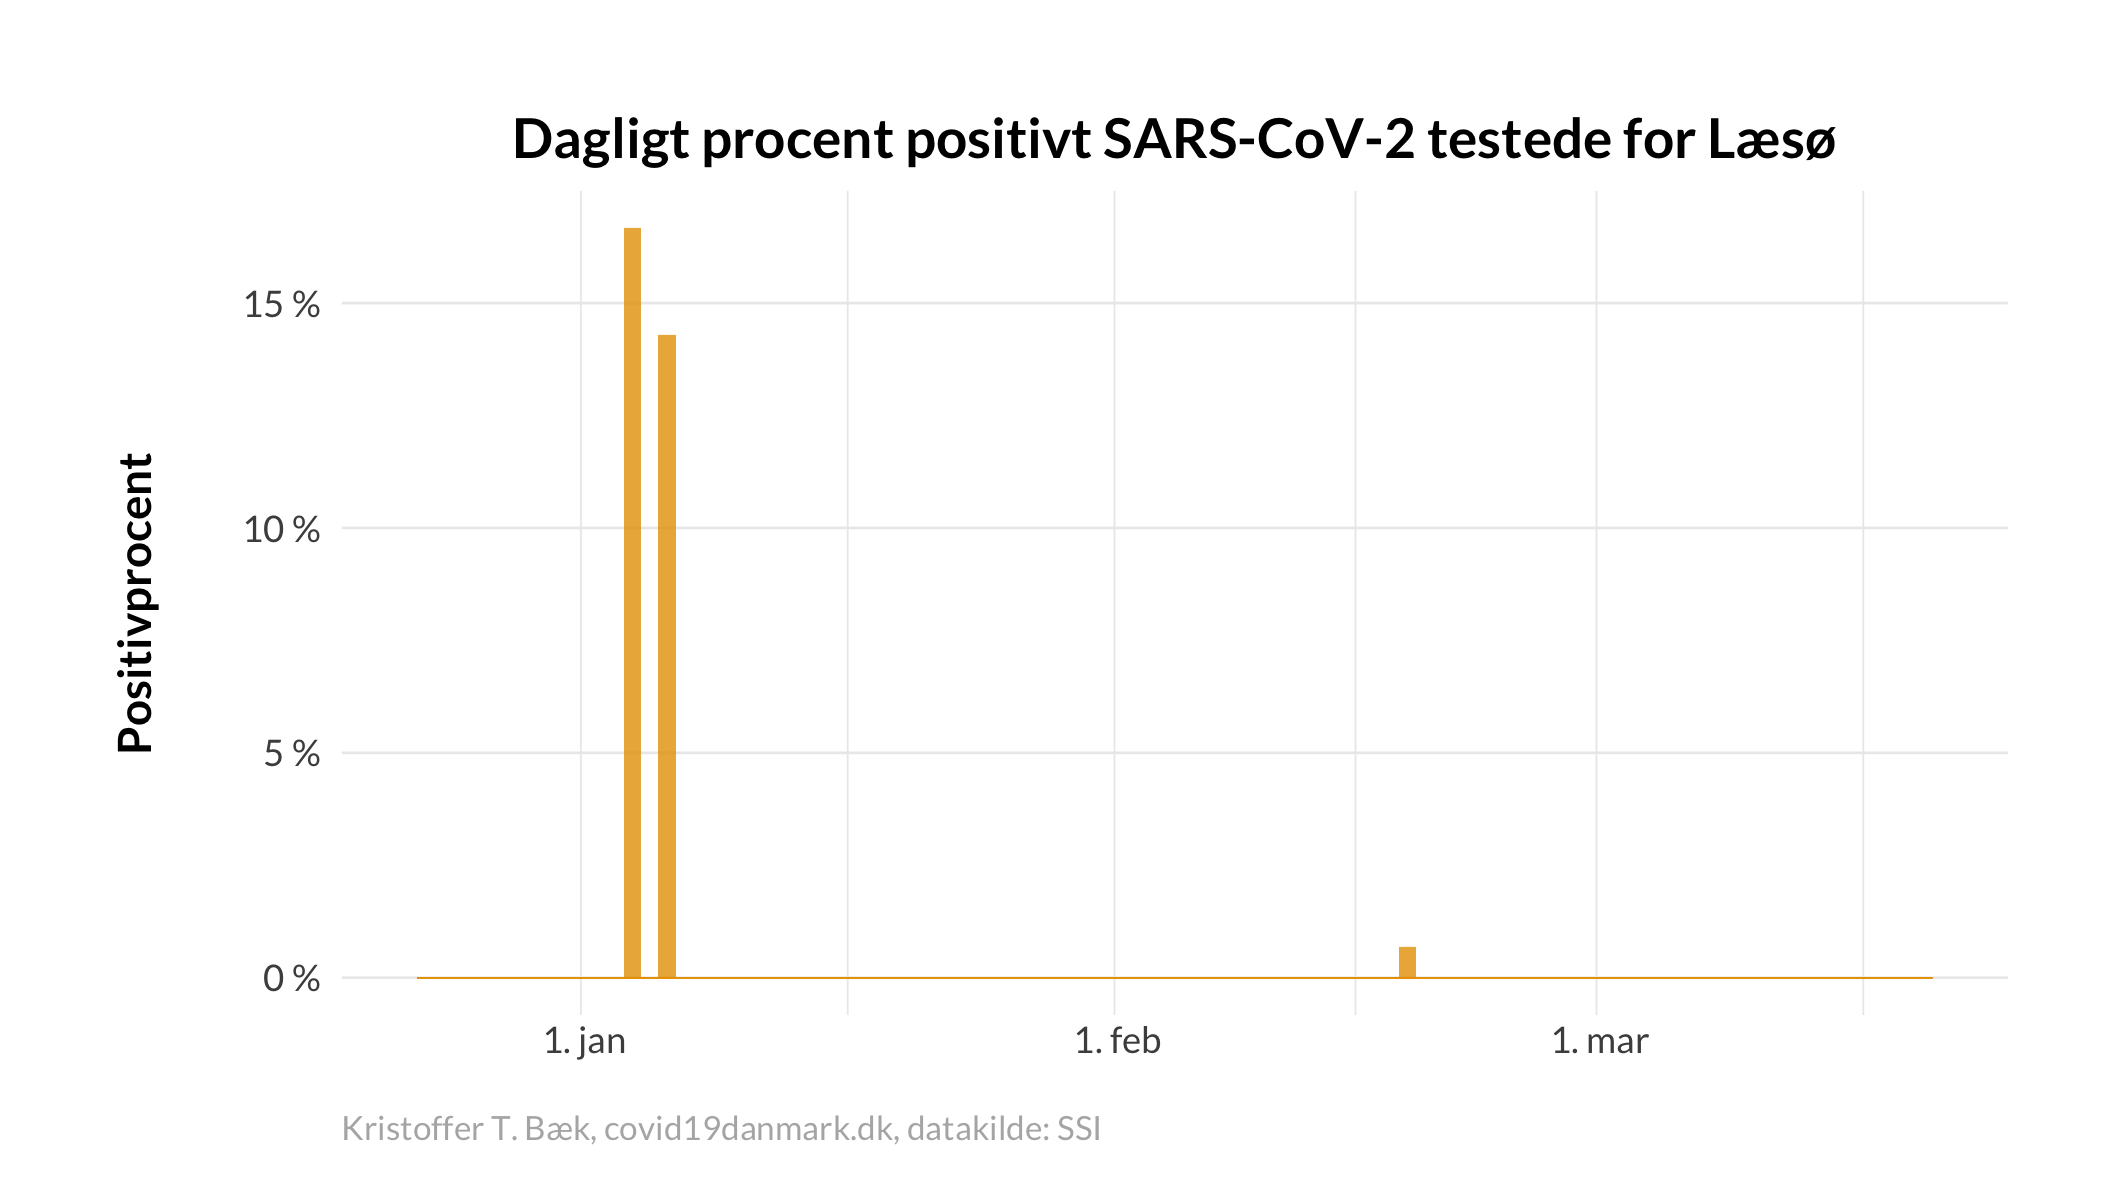 Dagligt procent positivt SARS-CoV-2 testede for Læsø
Positivprocent
15 %
10 %
5 %
0 %
1. jan
1. feb
1. mar
Kristoffer T. Bæk, covid19danmark.dk, datakilde: SSI